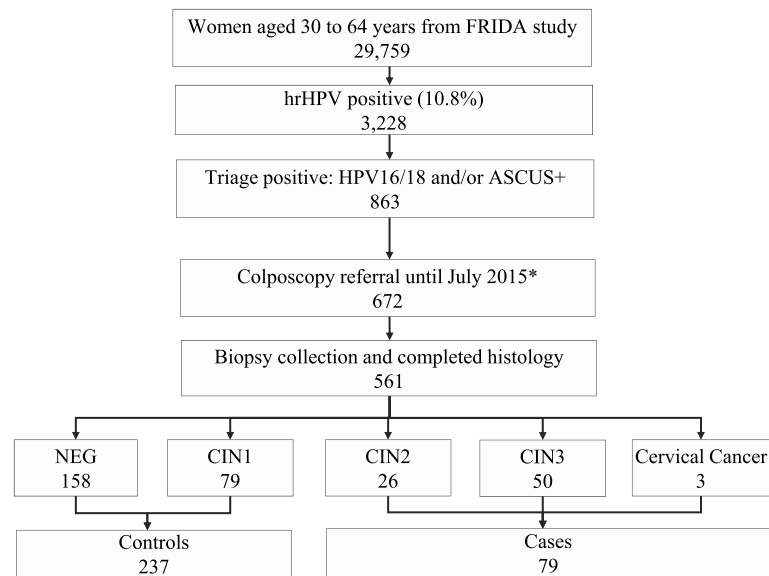 Women aged 30 to 64 years from FRIDA study
29,759
hrHPV positive (10.8%)
3,228
Triage positive: HPV16/18 and/or ASCUS+
863
Colposcopy referral until July 2015*
672
Biopsy collection and completed histology
561
NEG
158
CIN1
79
CIN2
26
CIN3
50
Cervical Cancer
3
Controls
237
Cases
79